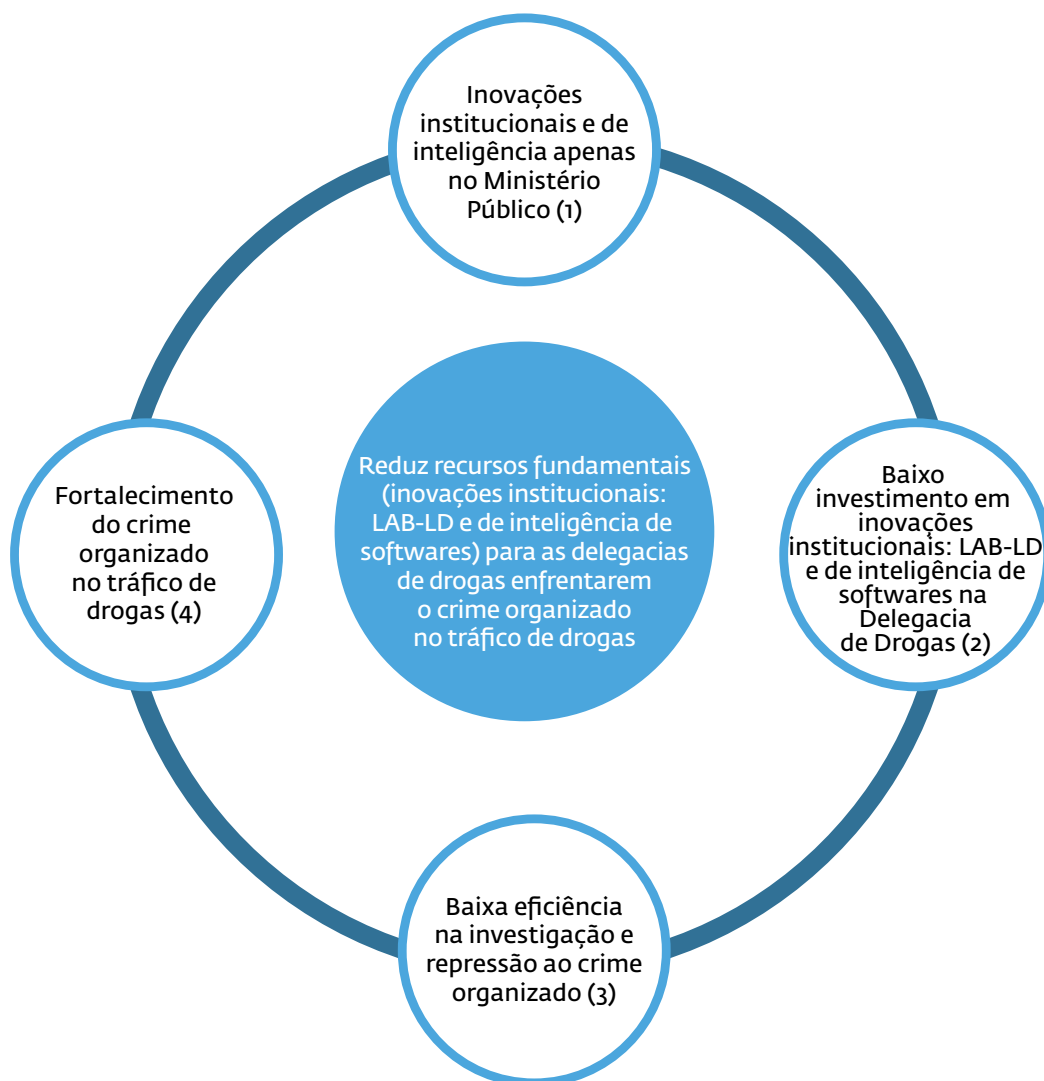 Inovações
institucionais e de
inteligência apenas
no Ministério
Público (1)
Baixo
investimento em
inovações
institucionais: LAB-LD
e de inteligência de
softwares na
Delegacia
de Drogas (2)
Baixa eficiência
na investigação e
repressão ao crime
organizado (3)
Fortalecimento
do crime
organizado
no tráfico de
drogas (4)
Reduz recursos fundamentais
(inovações institucionais:
LAB-LD e de inteligência de
softwares) para as delegacias
de drogas enfrentarem
o crime organizado
no tráfico de drogas